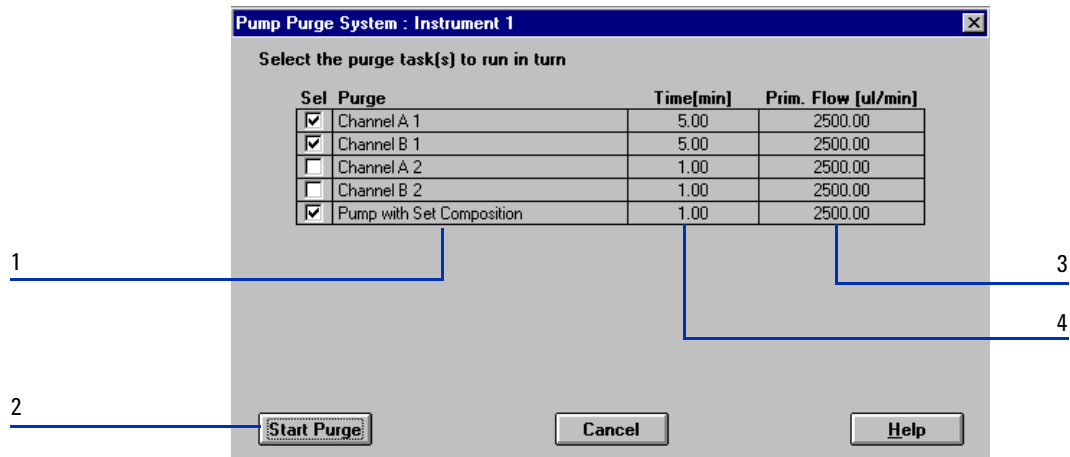 Pump Purge System : Instrument 1
Select the purge task(s) to run in turn
Sel Purge Time[min] Prim. Flow [ul/min]
Channel A 1 5.00 2500.00
Channel B 1 5.00 2500.00
Channel A 2 1.00 2500.00
Channel B 2 1.00 2500.00
Pump with Set Composition 1.00 2500.00
1
3
4
2
Start Purge Cancel Help